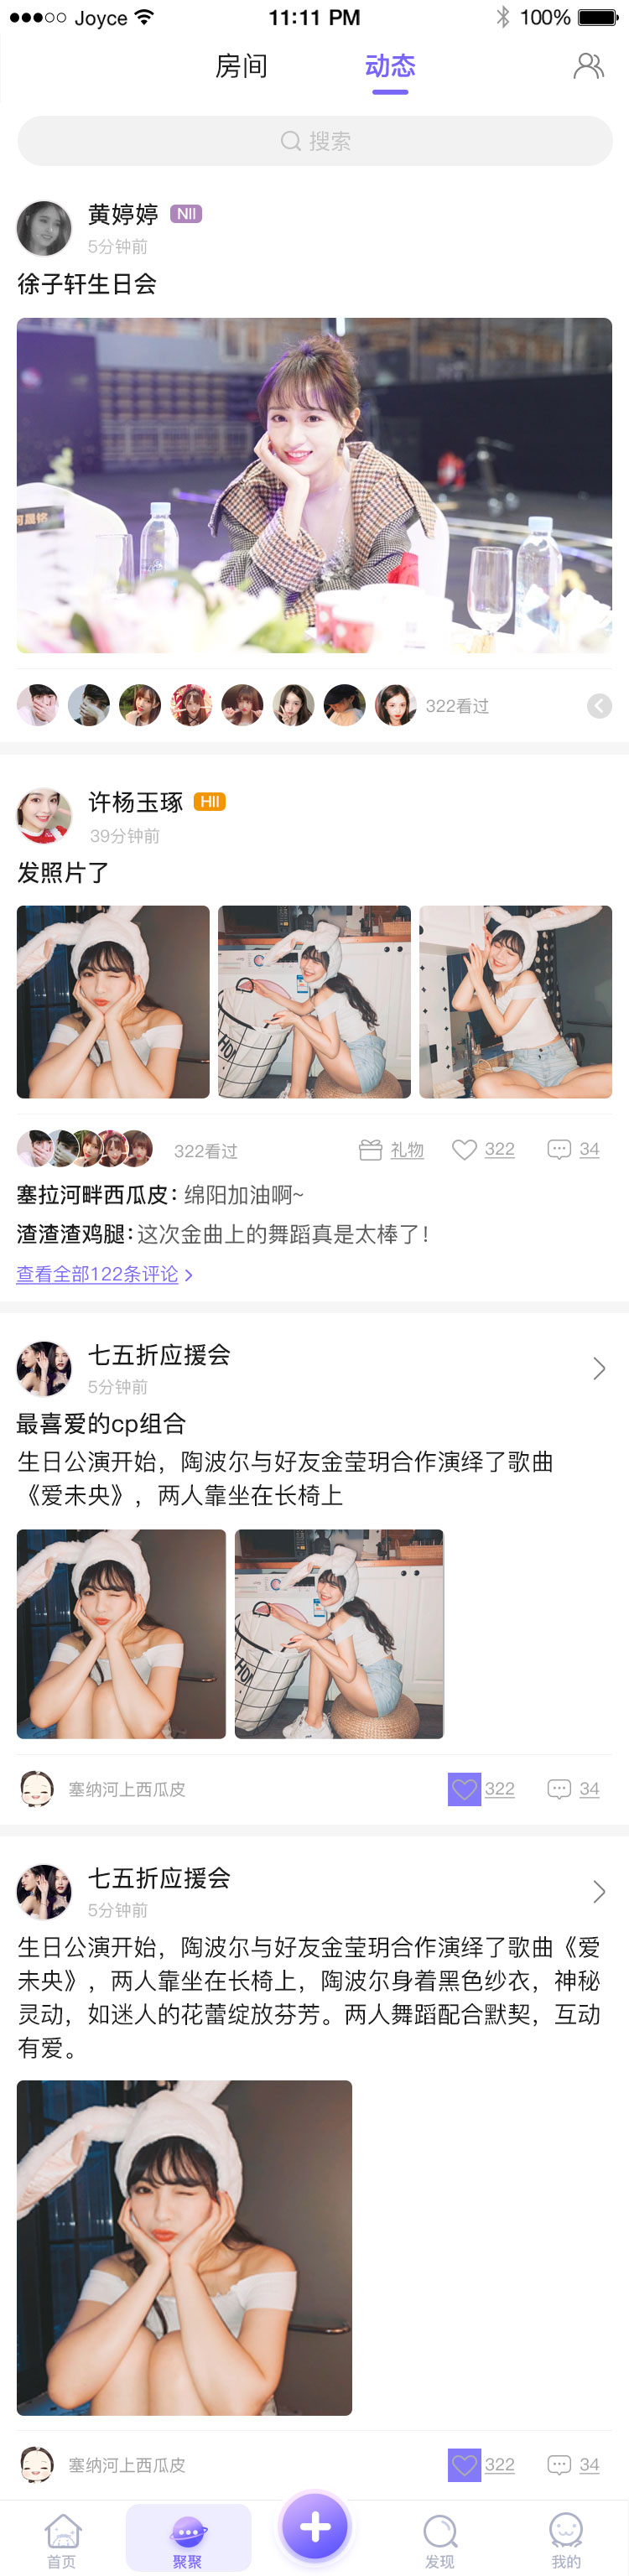 Joyce 11:11 PM 100%
房间 动态
搜索
黄婷婷 NII
5分钟前
徐子轩生日会
322看过
许杨玉琢 HII
39分钟前
发照片了
322看过 礼物 322 34
塞拉河畔西瓜皮：绵阳加油啊~
渣渣渣鸡腿：这次金曲上的舞蹈真是太棒了！
查看全部122条评论 >
七五折应援会
5分钟前
最喜爱的cp组合
生日公演开始，陶波尔与好友金莹玥合作演绎了歌曲
《爱未央》，两人靠坐在长椅上
塞纳河上西瓜皮 322 34
七五折应援会
5分钟前
生日公演开始，陶波尔与好友金莹玥合作演绎了歌曲《爱
未央》，两人靠坐在长椅上，陶波尔身着黑色纱衣，神秘
灵动，如迷人的花蕾绽放芬芳。两人舞蹈配合默契，互动
有爱。
塞纳河上西瓜皮 322 34
首页 聚聚 发现 我的